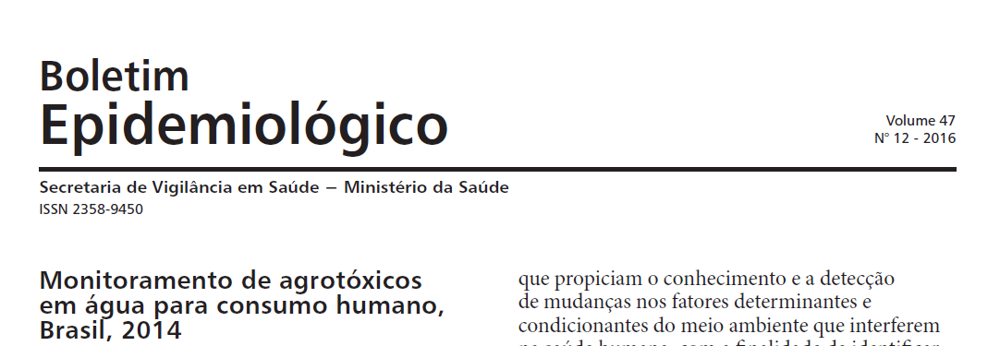 Boletim
Epidemiológico
Volume 47
N° 12 - 2016
Secretaria de Vigilância em Saúde − Ministério da Saúde
ISSN 2358-9450
Monitoramento de agrotóxicos
em água para consumo humano,
Brasil, 2014
que propiciam o conhecimento e a detecção
de mudanças nos fatores determinantes e
condicionantes do meio ambiente que interferem
na saúde humana, com a finalidade de identificar